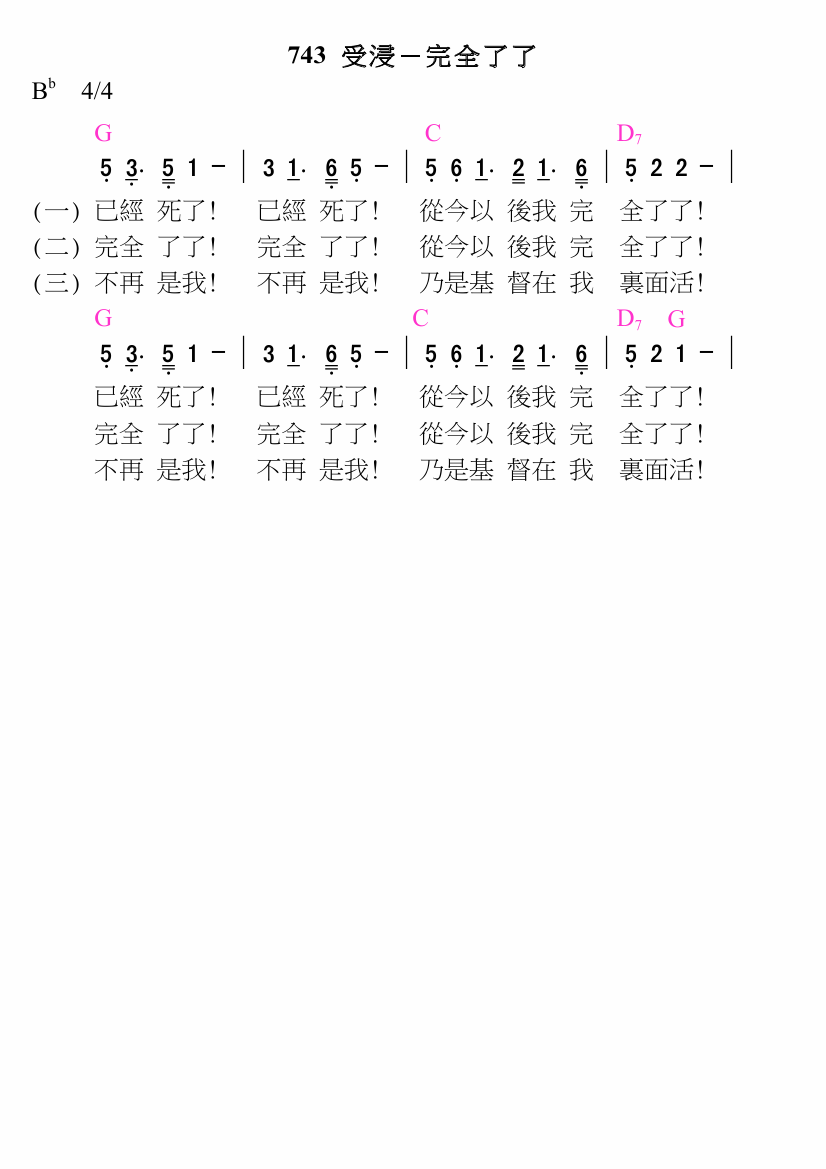 743 受浸－完全了了
Bb 4/4
G C D7
5̣ 3̣. 5̣ 1 － | 3 1. 6̣ 5̣ － | 5̣ 6̣ 1. 2 1. 6̣ | 5̣ 2 2 － |
(一) 已經 死了! 已經 死了! 從今以 後我 完 全了了!
(二) 完全 了了! 完全 了了! 從今以 後我 完 全了了!
(三) 不再 是我! 不再 是我! 乃是基 督在 我 裏面活!
G C D7 G
5̣ 3̣. 5̣ 1 － | 3 1. 6̣ 5̣ － | 5̣ 6̣ 1. 2 1. 6̣ | 5̣ 2 1 － |
已經 死了! 已經 死了! 從今以 後我 完 全了了!
完全 了了! 完全 了了! 從今以 後我 完 全了了!
不再 是我! 不再 是我! 乃是基 督在 我 裏面活!